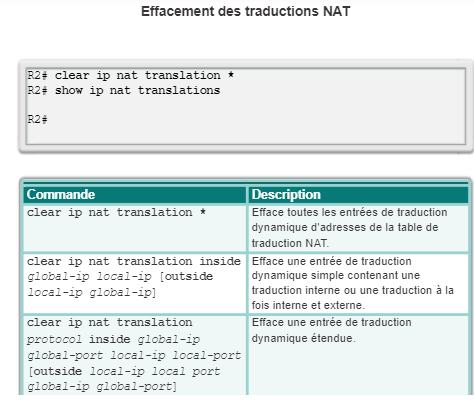 Effacement des traductions NAT
R2# clear ip nat translation *
R2# show ip nat translations
R2#
Commande Description
clear ip nat translation *
Efface toutes les entrées de traduction
dynamique d'adresses de la table de
traduction NAT.
clear ip nat translation inside
global-ip local-ip [outside
local-ip global-ip]
Efface une entrée de traduction
dynamique simple contenant une
traduction interne ou une traduction à la
fois interne et externe.
clear ip nat translation
protocol inside global-ip
global-port local-ip local-port
[outside local-ip local port
global-ip global-port]
Efface une entrée de traduction
dynamique étendue.